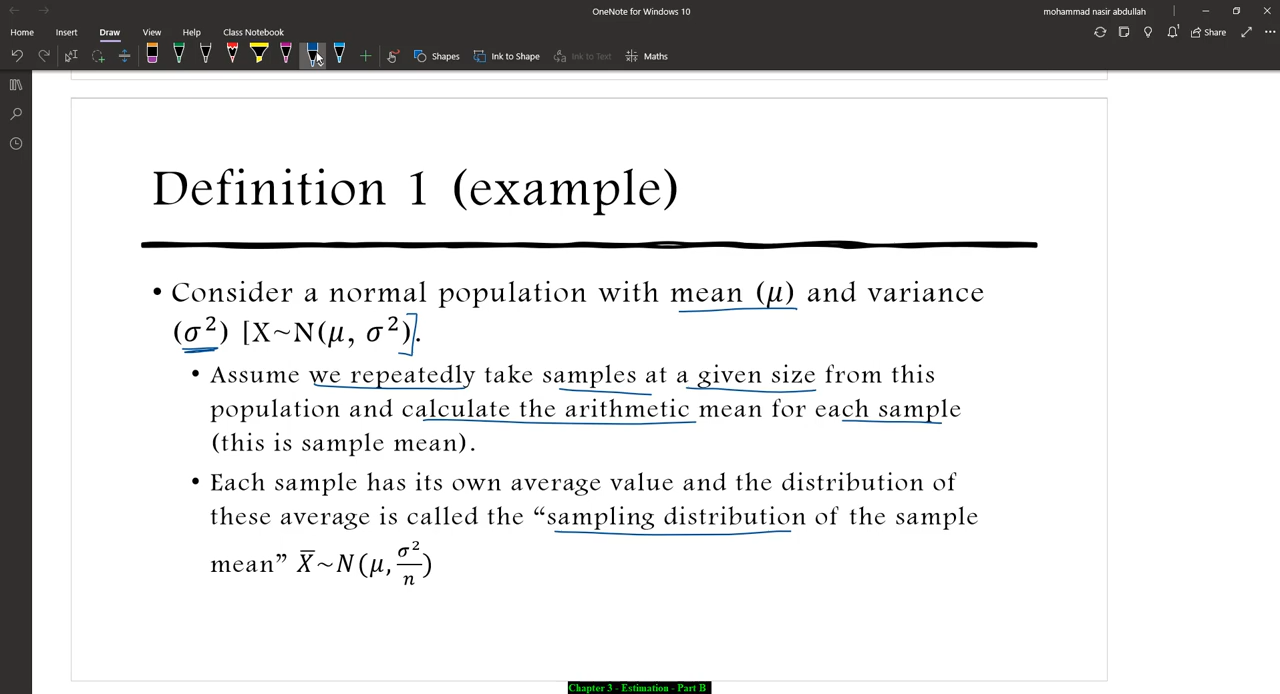 OneNote for Windows 10
mohammad nasir abdullah
Home Insert Draw View Help Class Notebook
Share
Shapes Ink to Shape Ink to Text Maths
Definition 1 (example)
• Consider a normal population with mean (μ) and variance
(σ²) [X~N(μ, σ²)].
• Assume we repeatedly take samples at a given size from this
population and calculate the arithmetic mean for each sample
(this is sample mean).
• Each sample has its own average value and the distribution of
these average is called the “sampling distribution of the sample
mean” X̅~N(μ, σ²/n)
Chapter 3 - Estimation - Part B